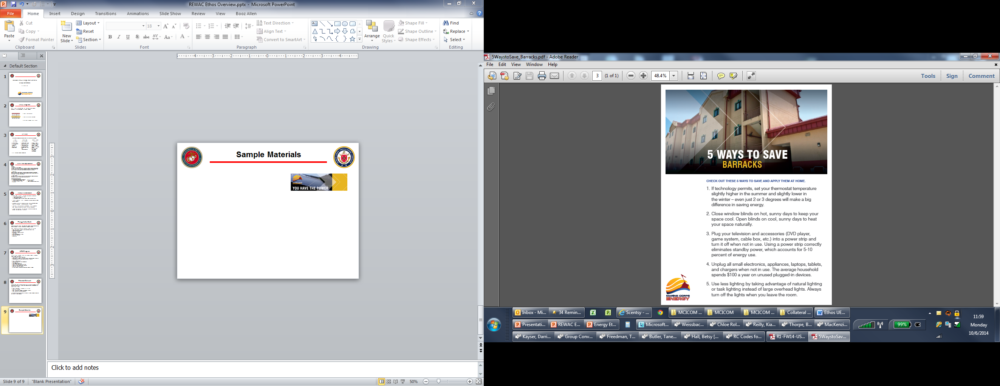 REWAC Ethos Overview.pptx - Microsoft PowerPoint
File Home Insert Design Transitions Animations Slide Show Review View Booz Allen
Paste
Cut
Copy
Format Painter
Clipboard
New
Slide
Layout
Reset
Section
Slides
18
B I U S abc AV Aa A
Font
Text Direction
Align Text
Convert to SmartArt
Paragraph
Arrange
Quick
Styles
Shape Fill
Shape Outline
Shape Effects
Drawing
Find
Replace
Select
Editing
Default Section
1
2
3
4
5
6
7
8
9
Sample Materials
YOU HAVE THE POWER
Click to add notes
Slide 9 of 9 "Blank Presentation" 50%
5WaystoSave_Barracks.pdf - Adobe Reader
File Edit View Window Help
3 (1 of 1) 48.4% Tools Sign Comment
5 WAYS TO SAVE
BARRACKS
CHECK OUT THESE 5 WAYS TO SAVE AND APPLY THEM AT HOME.
1. If technology permits, set your thermostat temperature
slightly higher in the summer and slightly lower in
the winter – even just 2 or 3 degrees will make a big
difference in saving energy.
2. Close window blinds on hot, sunny days to keep your
space cool. Open blinds on cool, sunny days to heat
your space naturally.
3. Plug your television and accessories (DVD player,
game system, cable box, etc.) into a power strip and
turn it off when not in use. Using a power strip correctly
eliminates standby power, which accounts for 5-10
percent of energy use.
4. Unplug all small electronics, appliances, laptops, tablets,
and chargers when not in use. The average household
spends $100 a year on unused plugged-in devices.
5. Use less lighting by taking advantage of natural lighting
or task lighting instead of large overhead lights. Always
turn off the lights when you leave the room.
MARINE CORPS
ENERGY
Inbox - Mi... 34 Remin... Scentsy - ... MCICOM ... MCICOM MCICOM ... Collateral ... Ethos UE...
Presentati... REWAC E... Energy Et... Microsoft... Weissbac... Chloe Rol... Reilly, Kia... Thorpe, B... MacKenzi...
Kayser, Darri... Group Conv... Freedman, T... Butler, Tane... Hall, Betsy [... RC Codes fo... R1-FW14-US... 5WaystoSav...
99%
11:59
Monday
10/6/2014